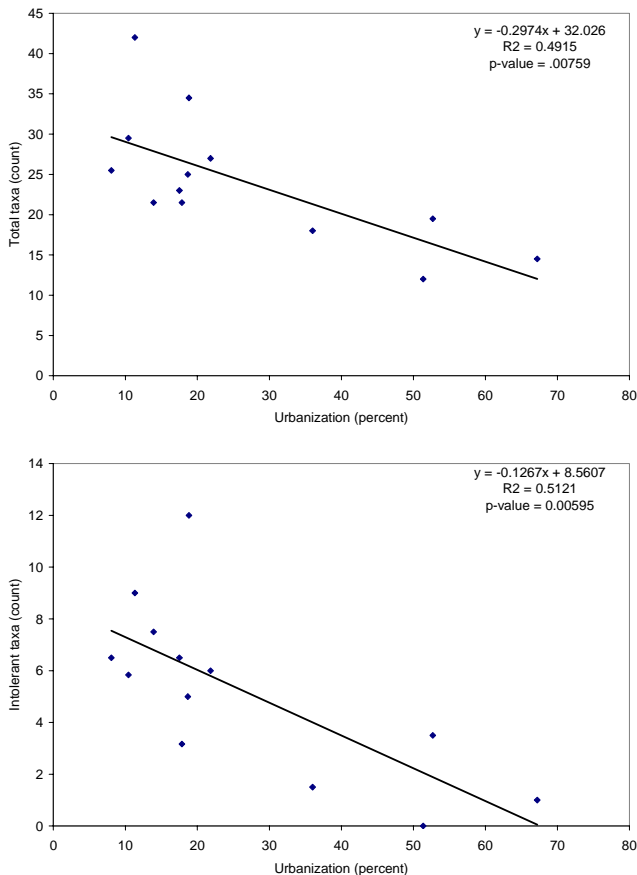 y = -0.2974x + 32.026
R2 = 0.4915
p-value = .00759
Total taxa (count)
45
40
35
30
25
20
15
10
5
0
0 10 20 30 40 50 60 70 80
Urbanization (percent)
y = -0.1267x + 8.5607
R2 = 0.5121
p-value = 0.00595
Intolerant taxa (count)
14
12
10
8
6
4
2
0
0 10 20 30 40 50 60 70 80
Urbanization (percent)